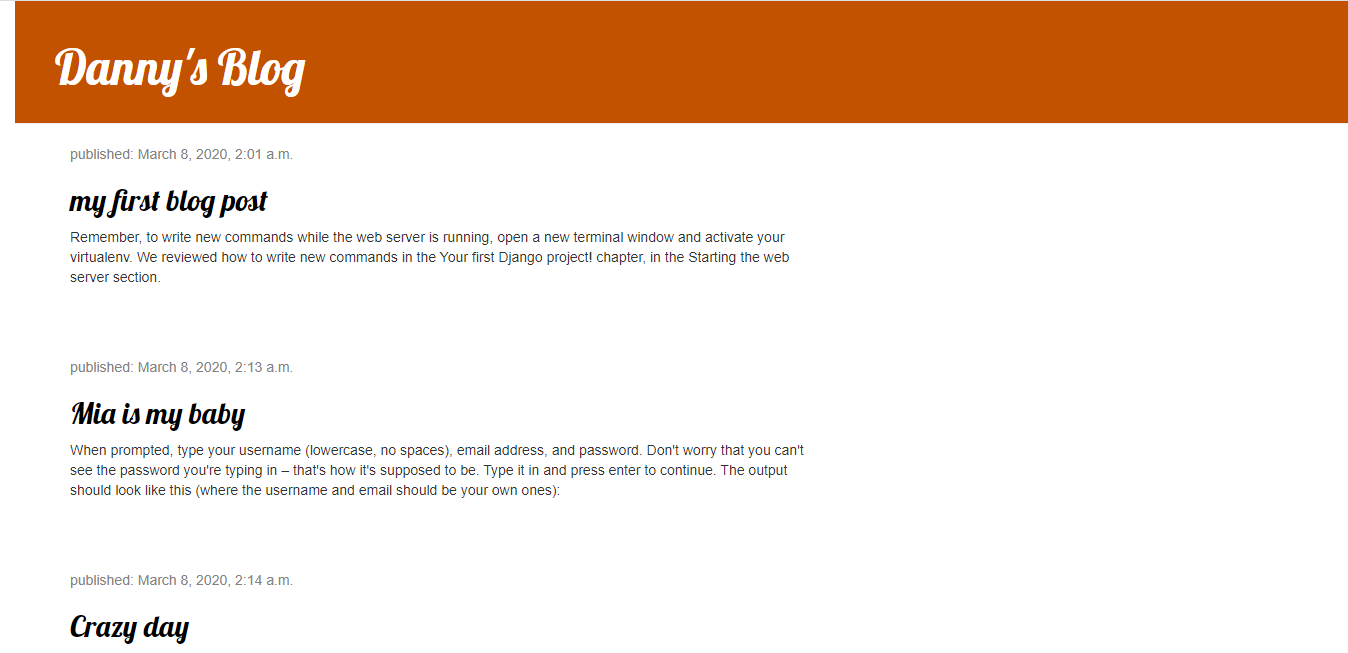 Danny's Blog
published: March 8, 2020, 2:01 a.m.
my first blog post
Remember, to write new commands while the web server is running, open a new terminal window and activate your
virtualenv. We reviewed how to write new commands in the Your first Django project! chapter, in the Starting the web
server section.
published: March 8, 2020, 2:13 a.m.
Mia is my baby
When prompted, type your username (lowercase, no spaces), email address, and password. Don't worry that you can't
see the password you're typing in – that's how it's supposed to be. Type it in and press enter to continue. The output
should look like this (where the username and email should be your own ones):
published: March 8, 2020, 2:14 a.m.
Crazy day